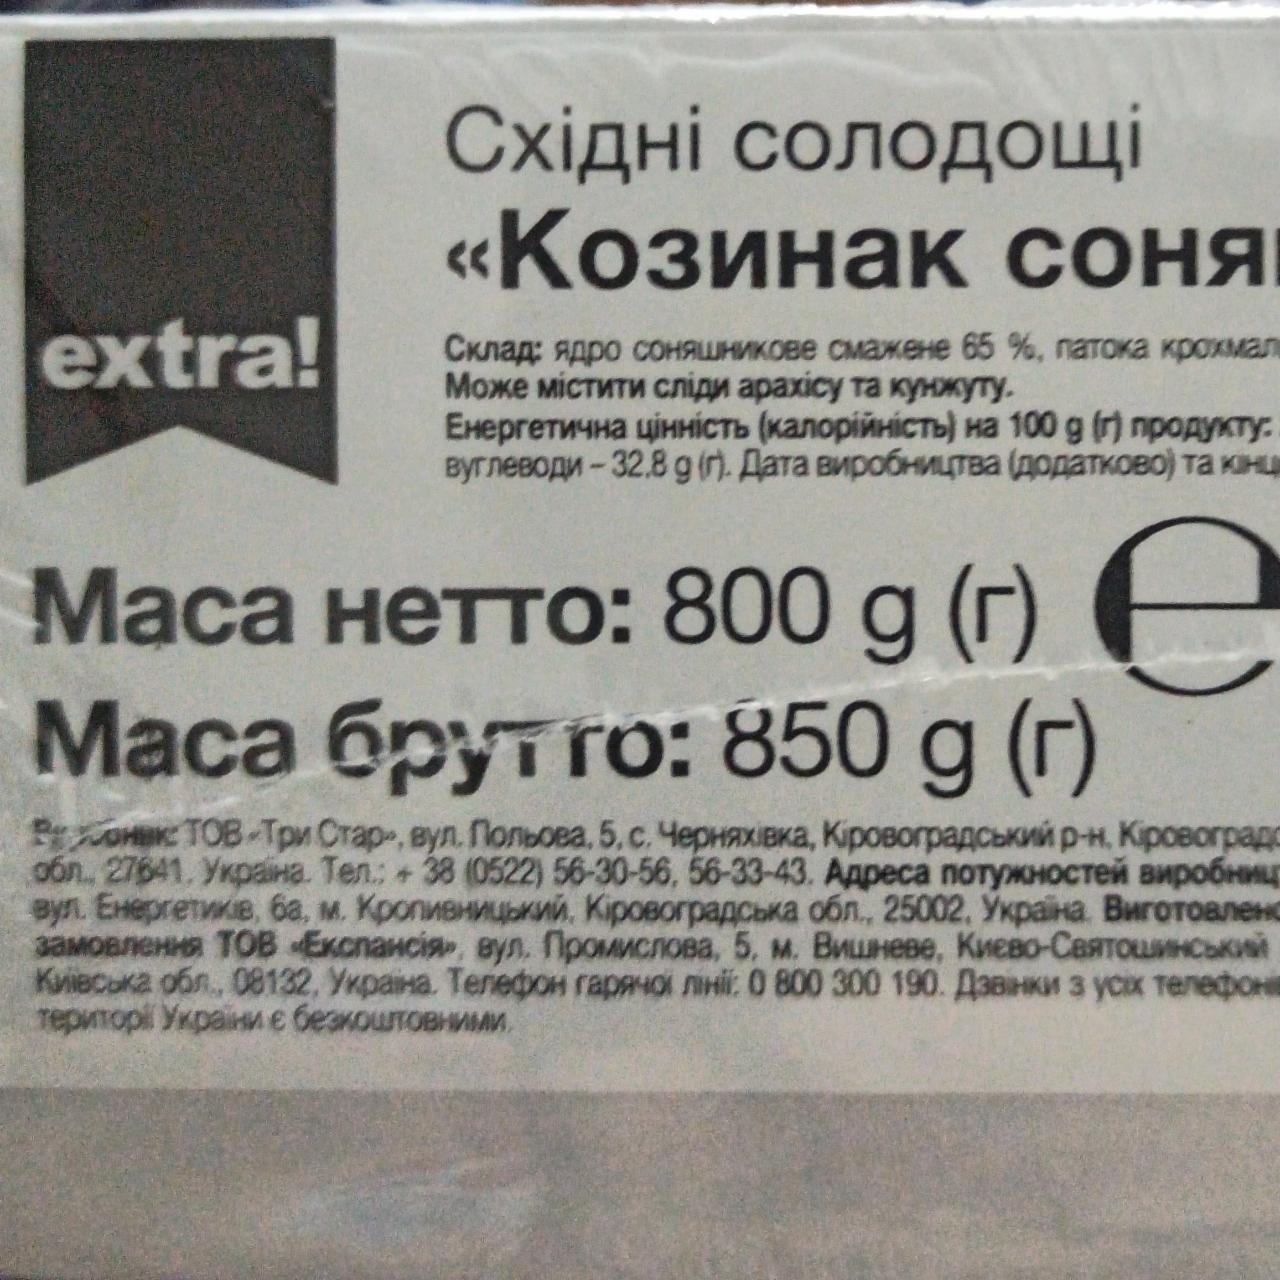 extra!
Східні солодощі
«Козинак соня
Склад: ядро соняшникове смажене 65 %, патока крохмал
Може містити сліди арахісу та кунжуту.
Енергетична цінність (калорійність) на 100 g (г) продукту:
вуглеводи – 32,8 g (г). Дата виробництва (додатково) та кінц
Маса нетто: 800 g (г) e
Маса брутто: 850 g (г)
Виробник: ТОВ «Три Стар», вул. Польова, 5, с. Черняхівка, Кіровоградський р-н, Кіровоградс
обл., 27641, Україна. Тел.: + 38 (0522) 56-30-56, 56-33-43. Адреса потужностей виробниц
вул. Енергетиків, 6а, м. Кропивницький, Кіровоградська обл., 25002, Україна. Виготовлено
замовлення ТОВ «Експансія», вул. Промислова, 5, м. Вишневе, Києво-Святошинський
Київська обл., 08132, Україна. Телефон гарячої лінії: 0 800 300 190. Дзвінки з усіх телефоні
території України є безкоштовними.